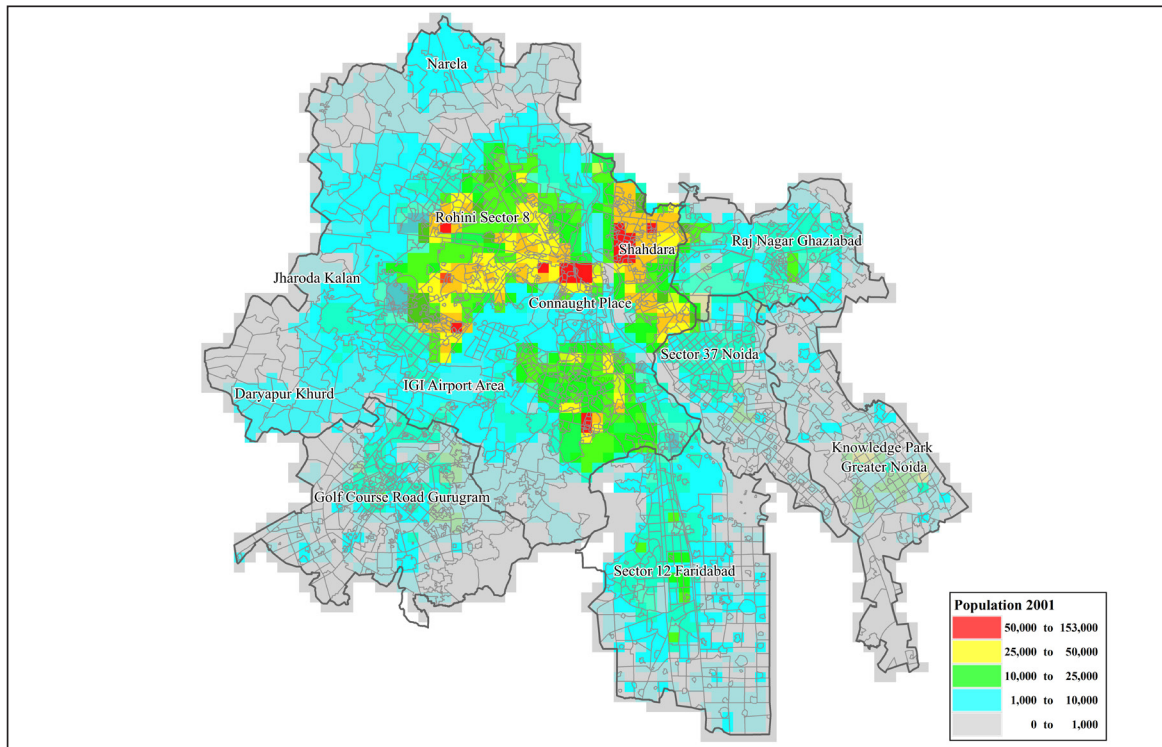 Narela
Rohini Sector 8
Shahdara
Raj Nagar Ghaziabad
Jharoda Kalan
Connaught Place
Sector 37 Noida
IGI Airport Area
Daryapur Khurd
Knowledge Park
Greater Noida
Golf Course Road Gurugram
Sector 12 Faridabad
Population 2001
50,000 to 153,000
25,000 to 50,000
10,000 to 25,000
1,000 to 10,000
0 to 1,000